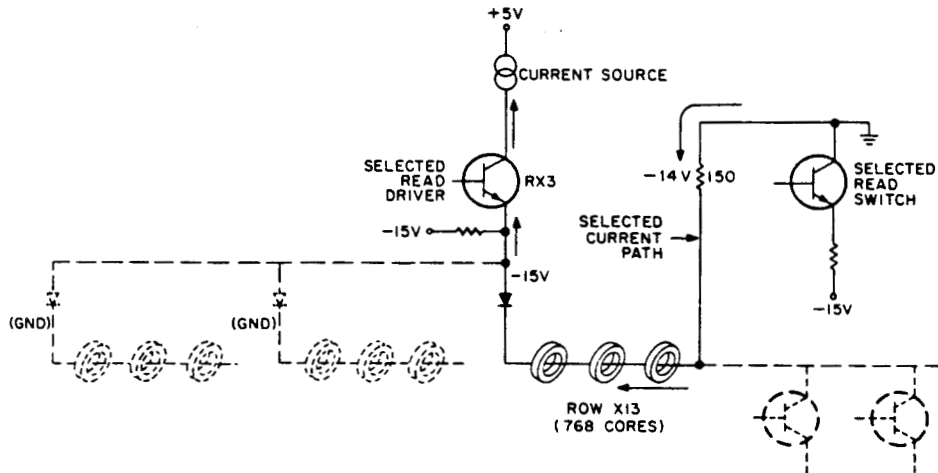 +5V
CURRENT SOURCE
SELECTED
READ
DRIVER
RX3
-14V
150
SELECTED
READ
SWITCH
-15V
SELECTED
CURRENT
PATH
-15V
-15V
(GND)
(GND)
ROW X13
(768 CORES)